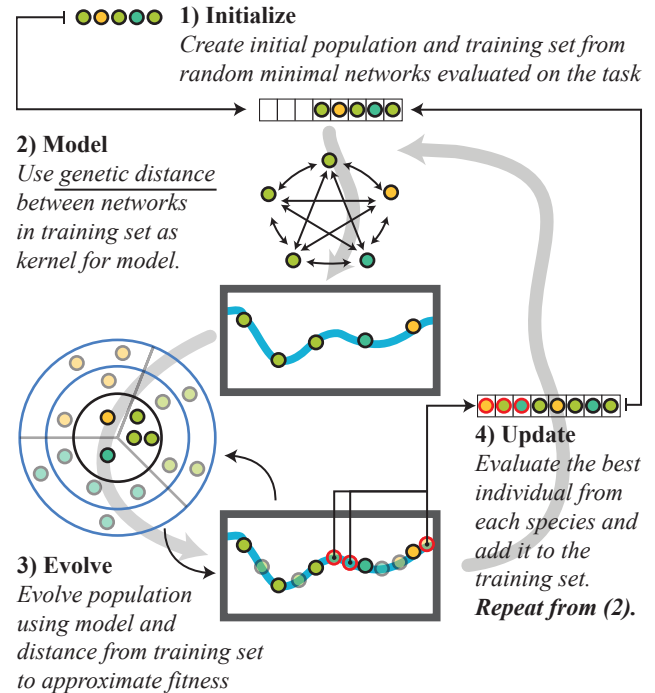 1) Initialize
Create initial population and training set from
random minimal networks evaluated on the task
2) Model
Use genetic distance
between networks
in training set as
kernel for model.
4) Update
Evaluate the best
individual from
each species and
add it to the
training set.
Repeat from (2).
3) Evolve
Evolve population
using model and
distance from training set
to approximate fitness